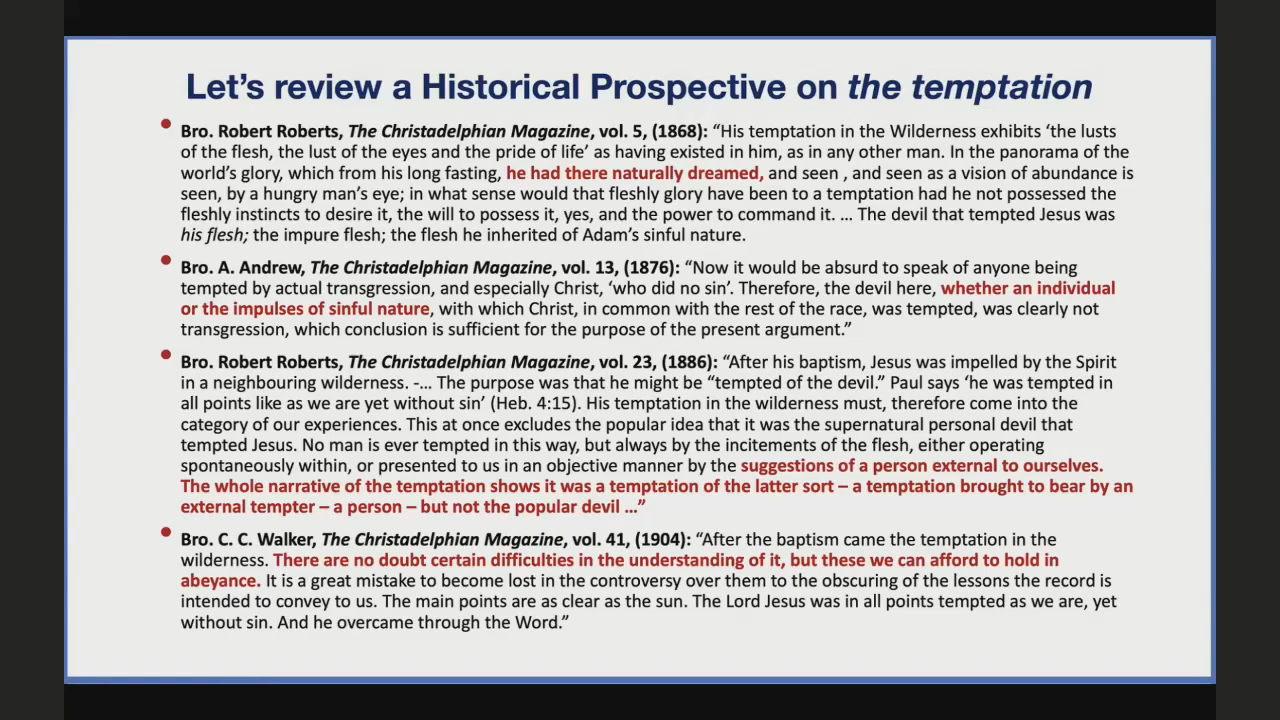 Let's review a Historical Prospective on the temptation
• Bro. Robert Roberts, The Christadelphian Magazine, vol. 5, (1868): “His temptation in the Wilderness exhibits ‘the lusts
of the flesh, the lust of the eyes and the pride of life’ as having existed in him, as in any other man. In the panorama of the
world’s glory, which from his long fasting, he had there naturally dreamed, and seen , and seen as a vision of abundance is
seen, by a hungry man’s eye; in what sense would that fleshly glory have been to a temptation had he not possessed the
fleshly instincts to desire it, the will to possess it, yes, and the power to command it. … The devil that tempted Jesus was
his flesh; the impure flesh; the flesh he inherited of Adam’s sinful nature.
• Bro. A. Andrew, The Christadelphian Magazine, vol. 13, (1876): “Now it would be absurd to speak of anyone being
tempted by actual transgression, and especially Christ, ‘who did no sin’. Therefore, the devil here, whether an individual
or the impulses of sinful nature, with which Christ, in common with the rest of the race, was tempted, was clearly not
transgression, which conclusion is sufficient for the purpose of the present argument.”
• Bro. Robert Roberts, The Christadelphian Magazine, vol. 23, (1886): “After his baptism, Jesus was impelled by the Spirit
in a neighbouring wilderness. -… The purpose was that he might be “tempted of the devil.” Paul says ‘he was tempted in
all points like as we are yet without sin’ (Heb. 4:15). His temptation in the wilderness must, therefore come into the
category of our experiences. This at once excludes the popular idea that it was the supernatural personal devil that
tempted Jesus. No man is ever tempted in this way, but always by the incitements of the flesh, either operating
spontaneously within, or presented to us in an objective manner by the suggestions of a person external to ourselves.
The whole narrative of the temptation shows it was a temptation of the latter sort – a temptation brought to bear by an
external tempter – a person – but not the popular devil …”
• Bro. C. C. Walker, The Christadelphian Magazine, vol. 41, (1904): “After the baptism came the temptation in the
wilderness. There are no doubt certain difficulties in the understanding of it, but these we can afford to hold in
abeyance. It is a great mistake to become lost in the controversy over them to the obscuring of the lessons the record is
intended to convey to us. The main points are as clear as the sun. The Lord Jesus was in all points tempted as we are, yet
without sin. And he overcame through the Word.”